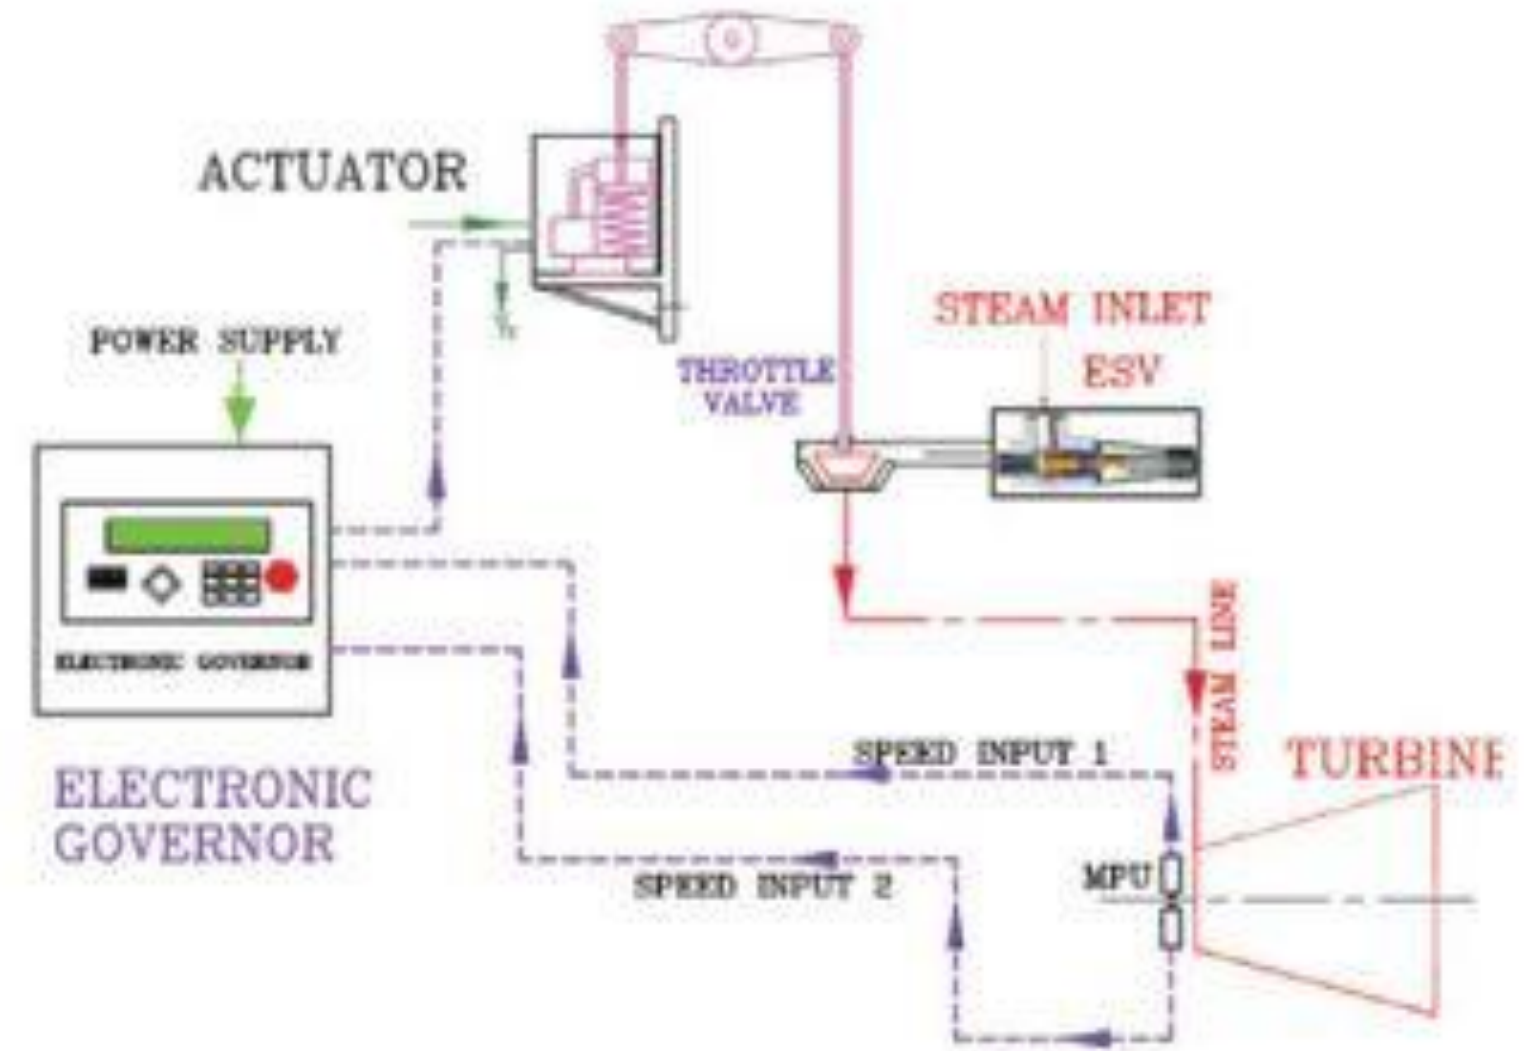 ACTUATOR
STEAM INLET
ESV
POWER SUPPLY
THROTTLE
VALVE
ELECTRONIC GOVERNOR
STEAM LINE
SPEED INPUT 1
TURBINE
ELECTRONIC
GOVERNOR
MPU
SPEED INPUT 2